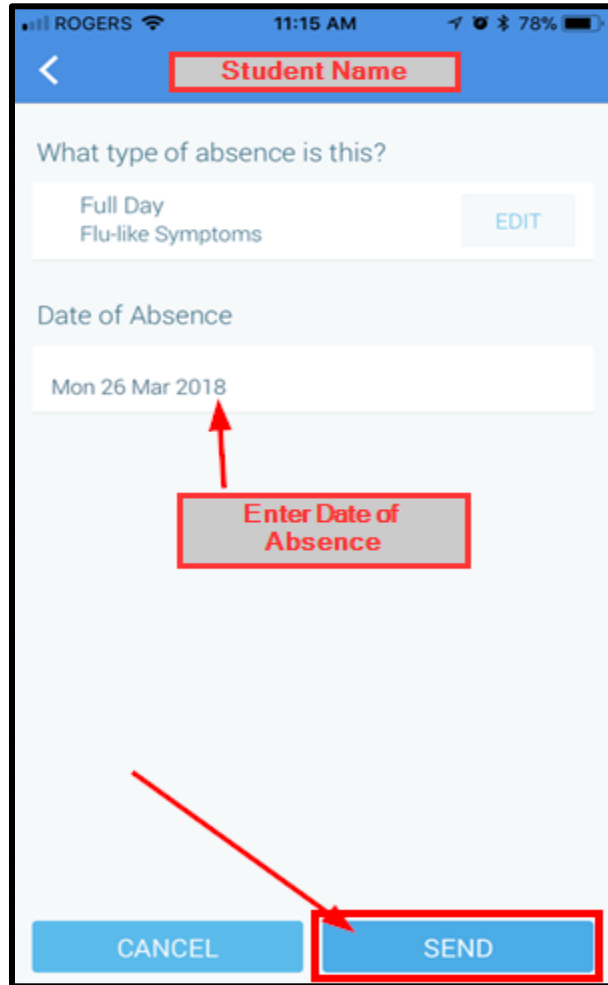 ROGERS 11:15 AM 78%
Student Name
What type of absence is this?
Full Day
Flu-like Symptoms
EDIT
Date of Absence
Mon 26 Mar 2018
Enter Date of
Absence
CANCEL SEND